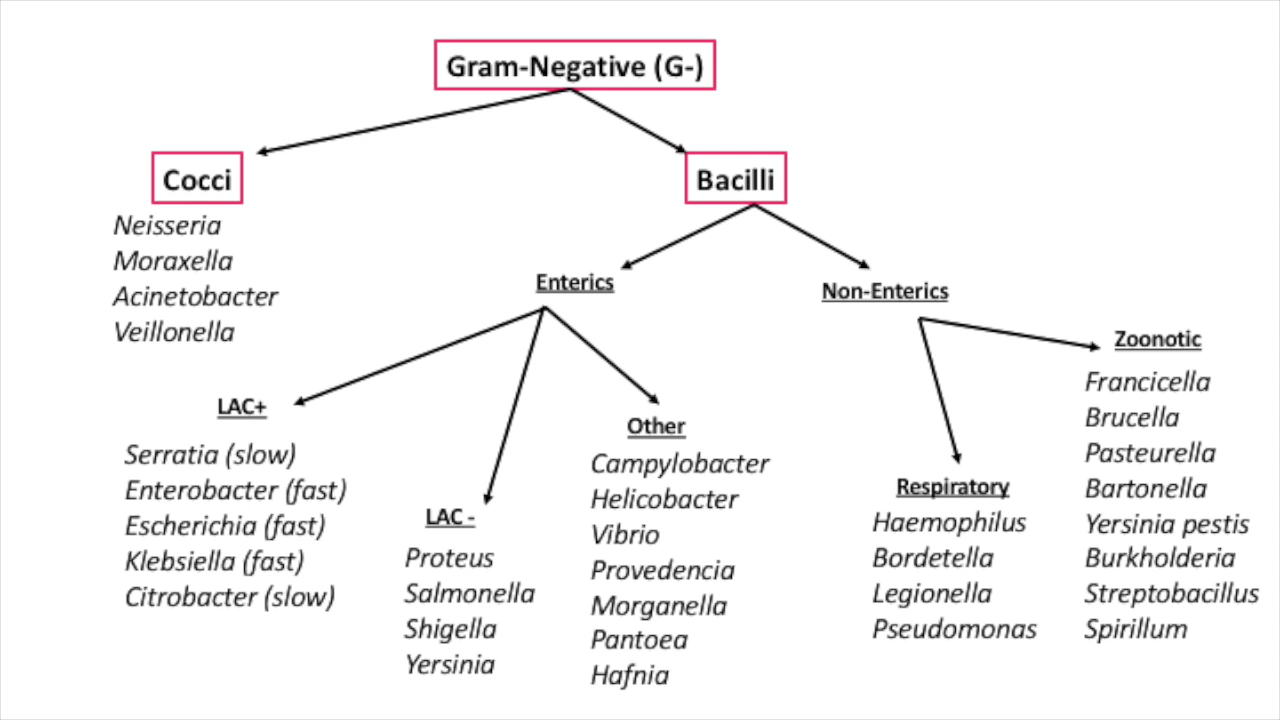 Gram-Negative (G-)
Cocci
Neisseria
Moraxella
Acinetobacter
Veillonella
Bacilli
Enterics
LAC+
Serratia (slow)
Enterobacter (fast)
Escherichia (fast)
Klebsiella (fast)
Citrobacter (slow)
LAC -
Proteus
Salmonella
Shigella
Yersinia
Other
Campylobacter
Helicobacter
Vibrio
Provedencia
Morganella
Pantoea
Hafnia
Non-Enterics
Respiratory
Haemophilus
Bordetella
Legionella
Pseudomonas
Zoonotic
Francicella
Brucella
Pasteurella
Bartonella
Yersinia pestis
Burkholderia
Streptobacillus
Spirillum